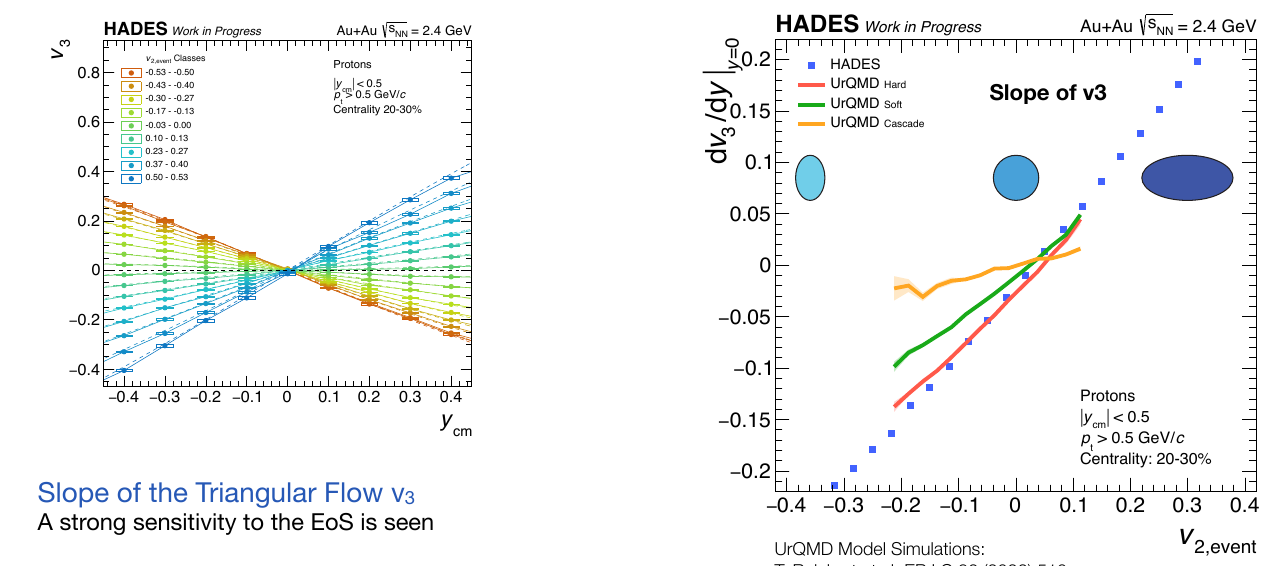 HADES Work in Progress
Au+Au √sNN = 2.4 GeV
v3
v2,event Classes
-0.53 - -0.50
-0.43 - -0.40
-0.30 - -0.27
-0.17 - -0.13
-0.03 - 0.00
0.10 - 0.13
0.23 - 0.27
0.37 - 0.40
0.50 - 0.53
Protons
|ycm| < 0.5
pt > 0.5 GeV/c
Centrality 20-30%
0.8
0.6
0.4
0.2
0
−0.2
−0.4
−0.4 −0.3 −0.2 −0.1 0 0.1 0.2 0.3 0.4
ycm
Slope of the Triangular Flow v3
A strong sensitivity to the EoS is seen
HADES Work in Progress
Au+Au √sNN = 2.4 GeV
dv3/dy|y=0
HADES
UrQMD Hard
UrQMD Soft
UrQMD Cascade
Slope of v3
0.2
0.15
0.1
0.05
0
−0.05
−0.1
−0.15
−0.2
Protons
|ycm| < 0.5
pt > 0.5 GeV/c
Centrality: 20-30%
−0.4 −0.3 −0.2 −0.1 0 0.1 0.2 0.3 0.4
v2,event
UrQMD Model Simulations: